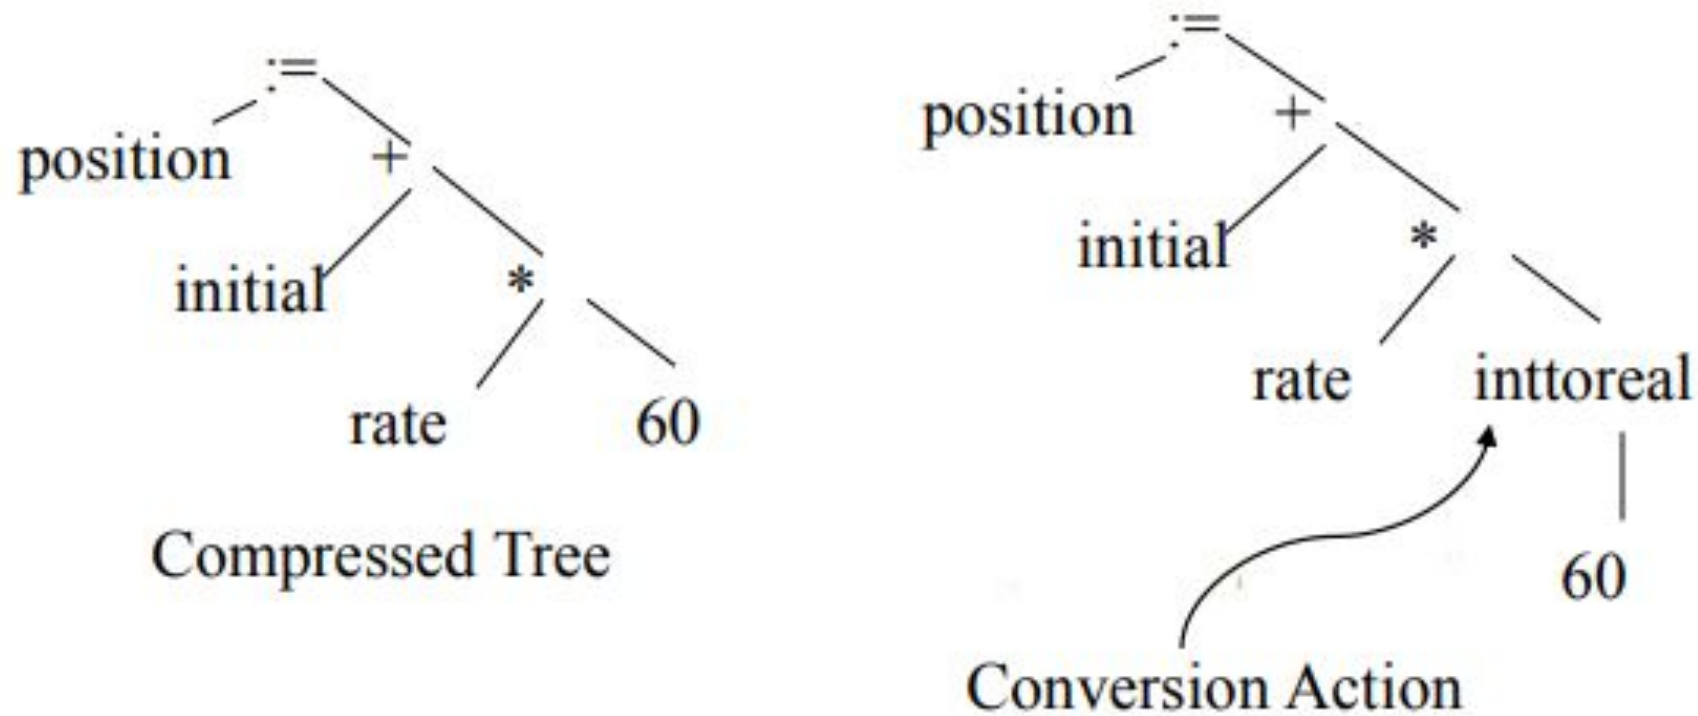 :=
position
+
initial
*
rate
60
Compressed Tree
:=
position
+
initial
*
rate
inttoreal
60
Conversion Action